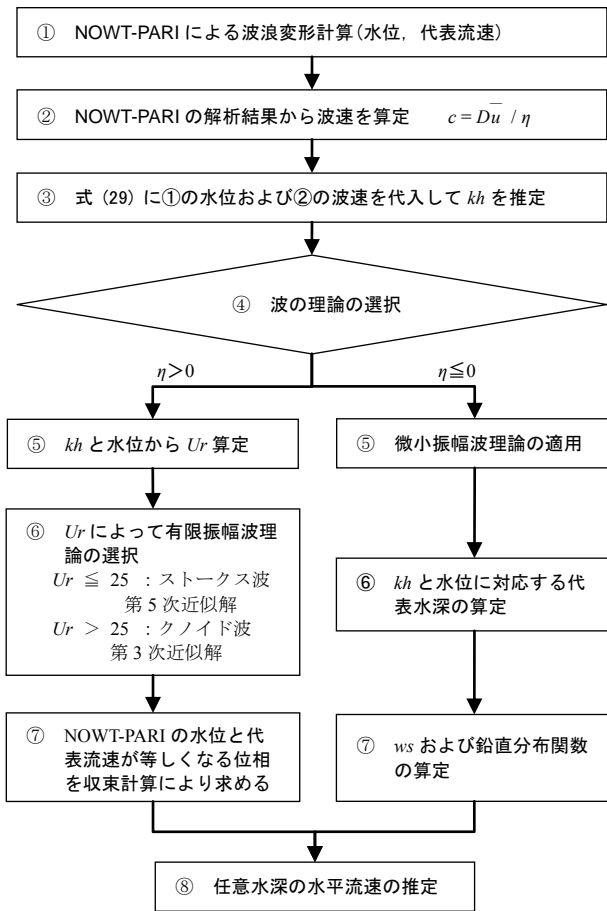 ① NOWT-PARI による波浪変形計算(水位，代表流速)
② NOWT-PARI の解析結果から波速を算定 c = Du̅ / η
③ 式 (29) に①の水位および②の波速を代入して kh を推定
④ 波の理論の選択
η＞0
η≦0
⑤ kh と水位から Ur 算定
⑥ Ur によって有限振幅波理
論の選択
Ur ≦ 25 ：ストークス波
第 5 次近似解
Ur ＞ 25 ：クノイド波
第 3 次近似解
⑦ NOWT-PARI の水位と代
表流速が等しくなる位相
を収束計算により求める
⑤ 微小振幅波理論の適用
⑥ kh と水位に対応する代
表水深の算定
⑦ ws および鉛直分布関数
の算定
⑧ 任意水深の水平流速の推定